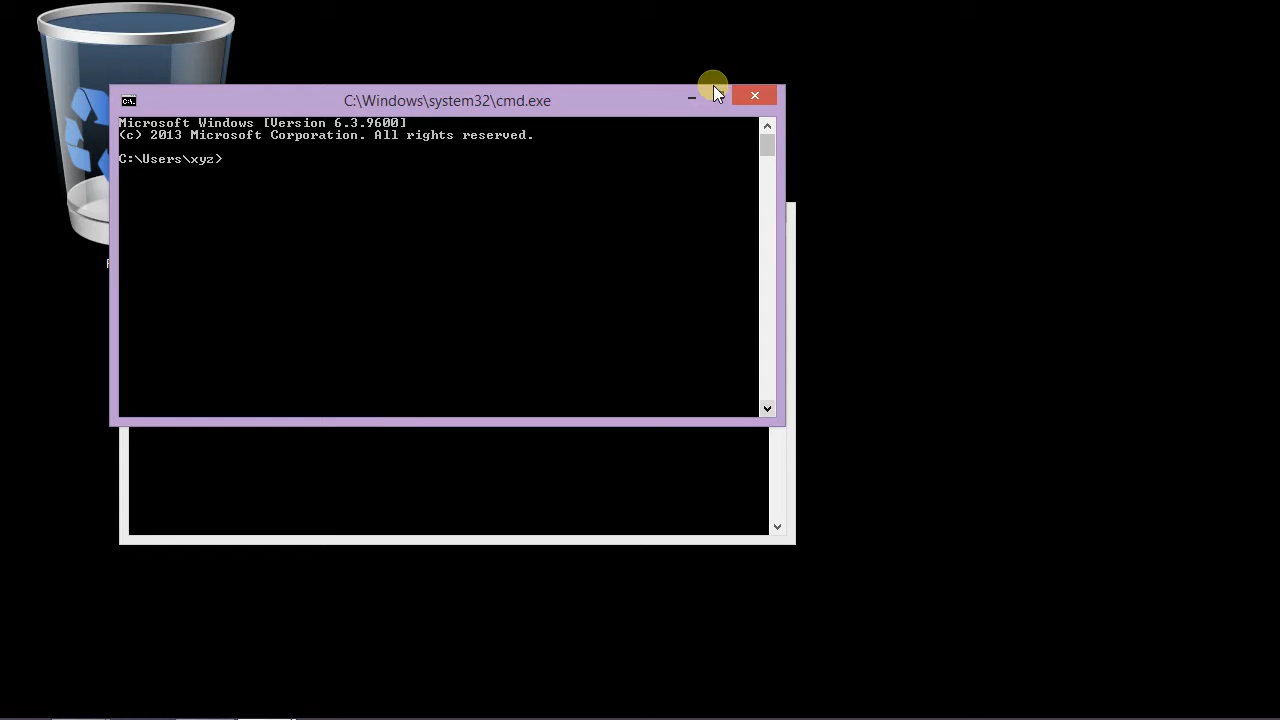 C:\Windows\system32\cmd.exe
Microsoft Windows [Version 6.3.9600]
(c) 2013 Microsoft Corporation. All rights reserved.
C:\Users\xyz>